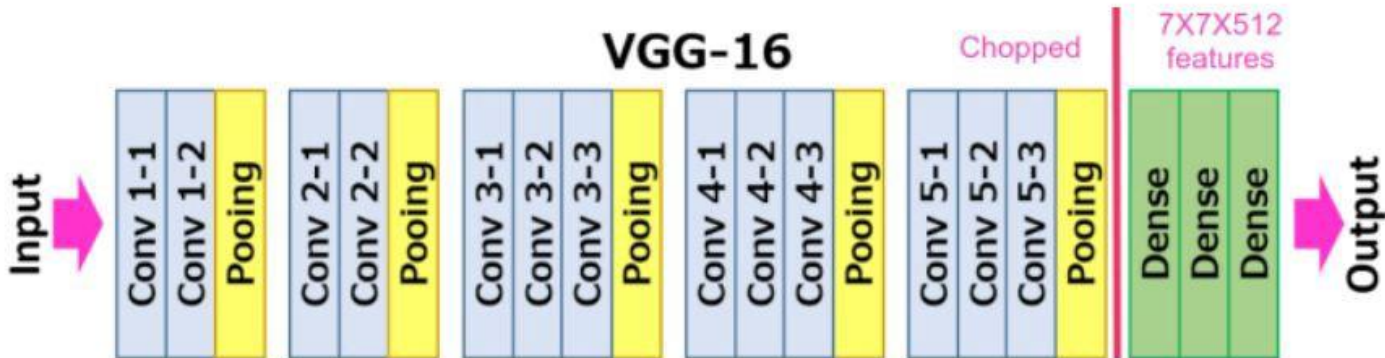 VGG-16
Chopped
7X7X512
features
Input
Conv 1-1
Conv 1-2
Pooing
Conv 2-1
Conv 2-2
Pooing
Conv 3-1
Conv 3-2
Conv 3-3
Pooing
Conv 4-1
Conv 4-2
Conv 4-3
Pooing
Conv 5-1
Conv 5-2
Conv 5-3
Pooing
Dense
Dense
Dense
Output